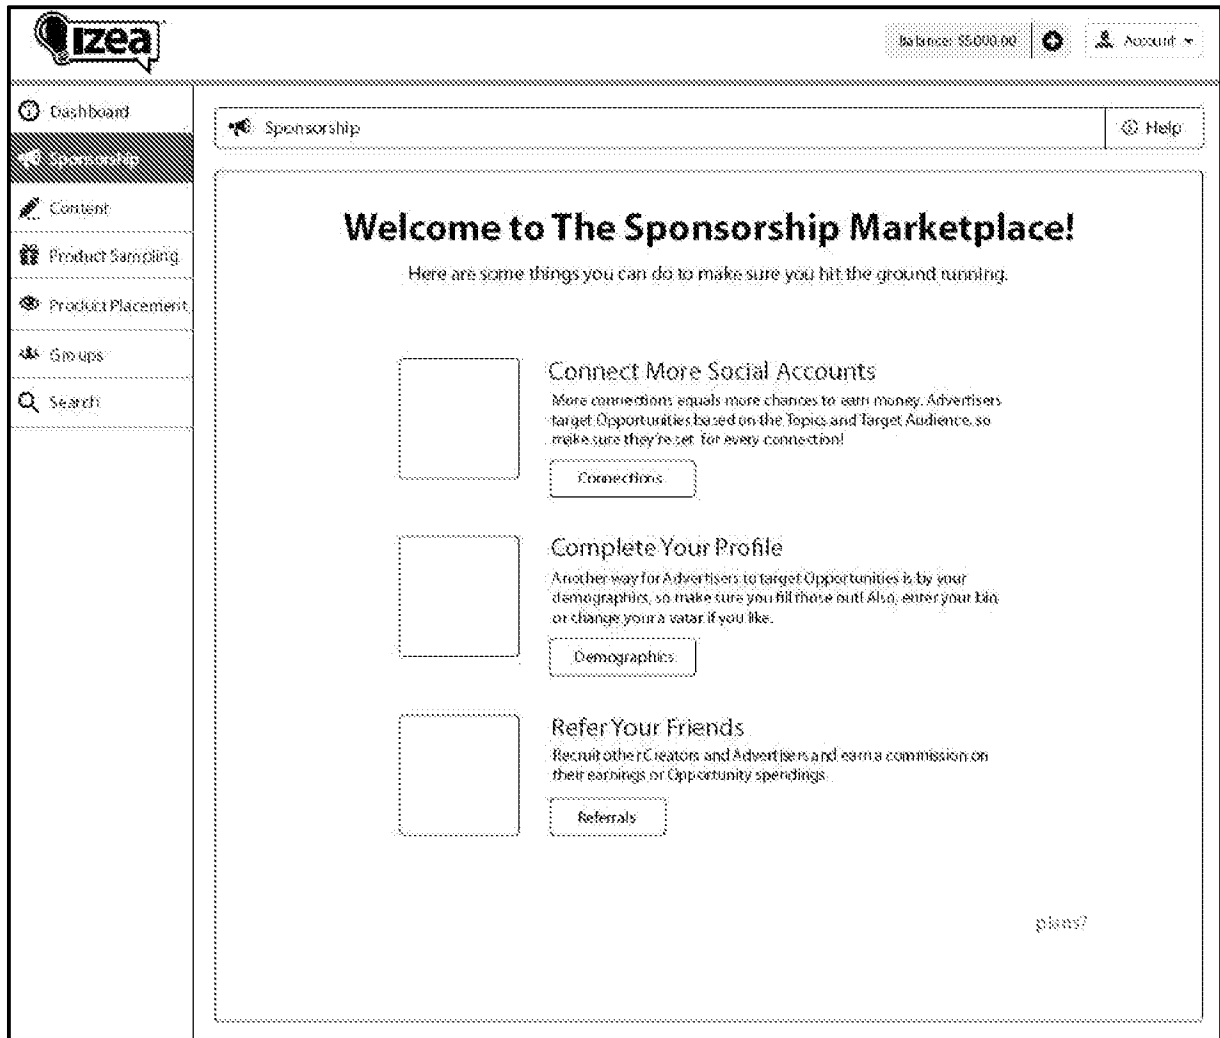 izea
Balance: $5000.00
Account
Dashboard
Sponsorship
Content
Product Sampling
Product Placement
Groups
Search
Sponsorship
Help
Welcome to The Sponsorship Marketplace!
Here are some things you can do to make sure you hit the ground running.
Connect More Social Accounts
More connections equals more chances to earn money. Advertisers
target Opportunities based on the Topics and Target Audience, so
make sure they're set for every connection!
Connections
Complete Your Profile
Another way for Advertisers to target Opportunities is by your
demographics, so make sure you fill those out! Also, enter your bio
or change your avatar if you like.
Demographics
Refer Your Friends
Recruit other Creators and Advertisers and earn a commission on
their earnings or Opportunity spendings.
Referrals
plans?